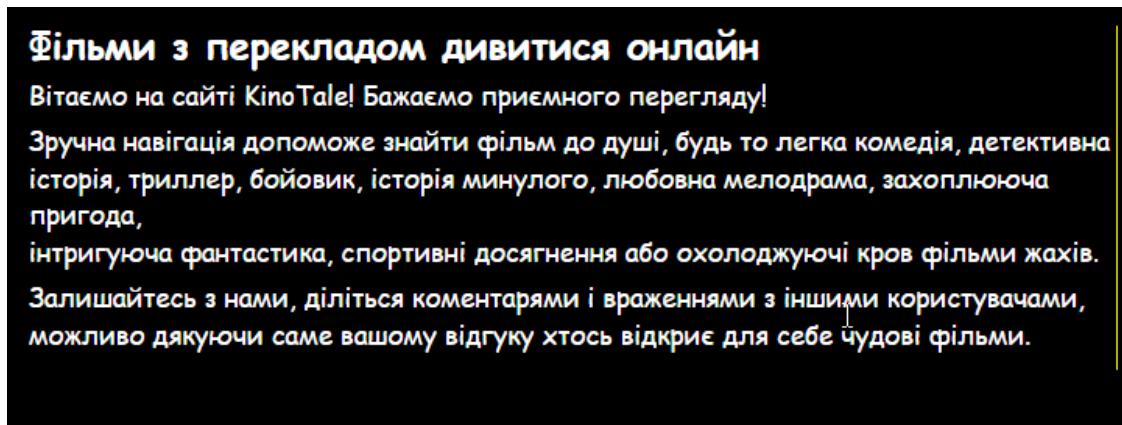 Фільми з перекладом дивитися онлайн
Вітаємо на сайті KinoTale! Бажаємо приємного перегляду!
Зручна навігація допоможе знайти фільм до душі, будь то легка комедія, детективна
історія, триллер, бойовик, історія минулого, любовна мелодрама, захоплююча
пригода,
інтригуюча фантастика, спортивні досягнення або охолоджуючі кров фільми жахів.
Залишайтесь з нами, діліться коментарями і враженнями з іншими користувачами,
можливо дякуючи саме вашому відгуку хтось відкриє для себе чудові фільми.